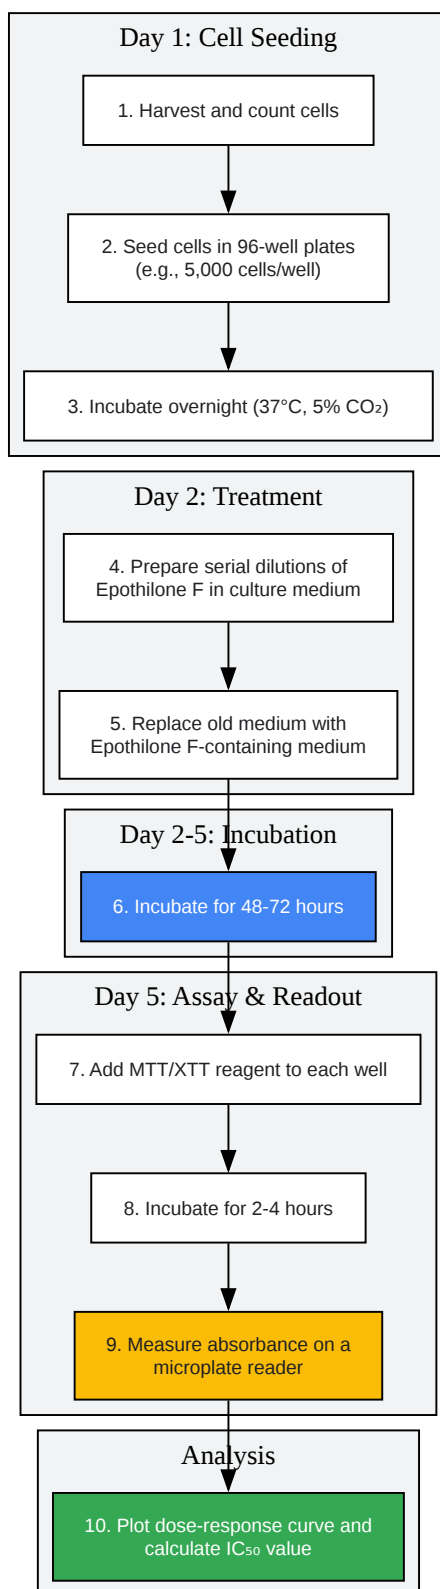 Day 1: Cell Seeding
1. Harvest and count cells
2. Seed cells in 96-well plates
(e.g., 5,000 cells/well)
3. Incubate overnight (37°C, 5% CO₂)
Day 2: Treatment
4. Prepare serial dilutions of
Epothilone F in culture medium
5. Replace old medium with
Epothilone F-containing medium
Day 2-5: Incubation
6. Incubate for 48-72 hours
Day 5: Assay & Readout
7. Add MTT/XTT reagent to each well
8. Incubate for 2-4 hours
9. Measure absorbance on a
microplate reader
Analysis
10. Plot dose-response curve and
calculate IC₅₀ value